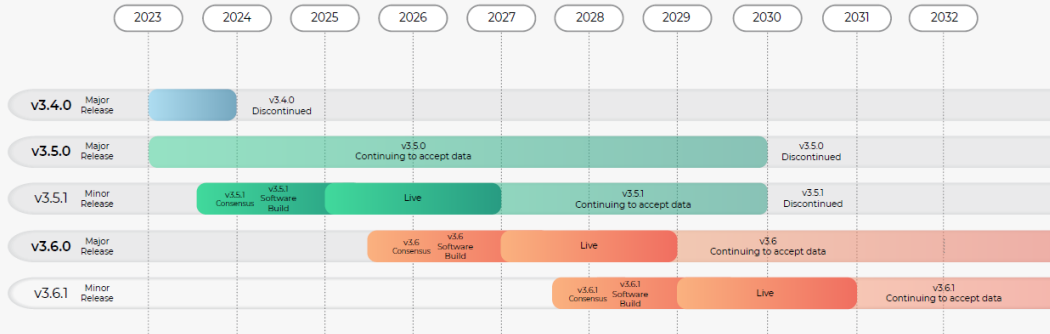 2023 2024 2025 2026 2027 2028 2029 2030 2031 2032
v3.4.0
Major
Release
v3.4.0
Discontinued
v3.5.0
Major
Release
v3.5.0
Continuing to accept data
v3.5.0
Discontinued
v3.5.1
Minor
Release
v3.5.1
Consensus
v3.5.1
Software
Build
Live
v3.5.1
Continuing to accept data
v3.5.1
Discontinued
v3.6.0
Major
Release
v3.6
Consensus
v3.6
Software
Build
Live
v3.6
Continuing to accept data
v3.6.1
Minor
Release
v3.6.1
Consensus
v3.6.1
Software
Build
Live
v3.6.1
Continuing to accept data